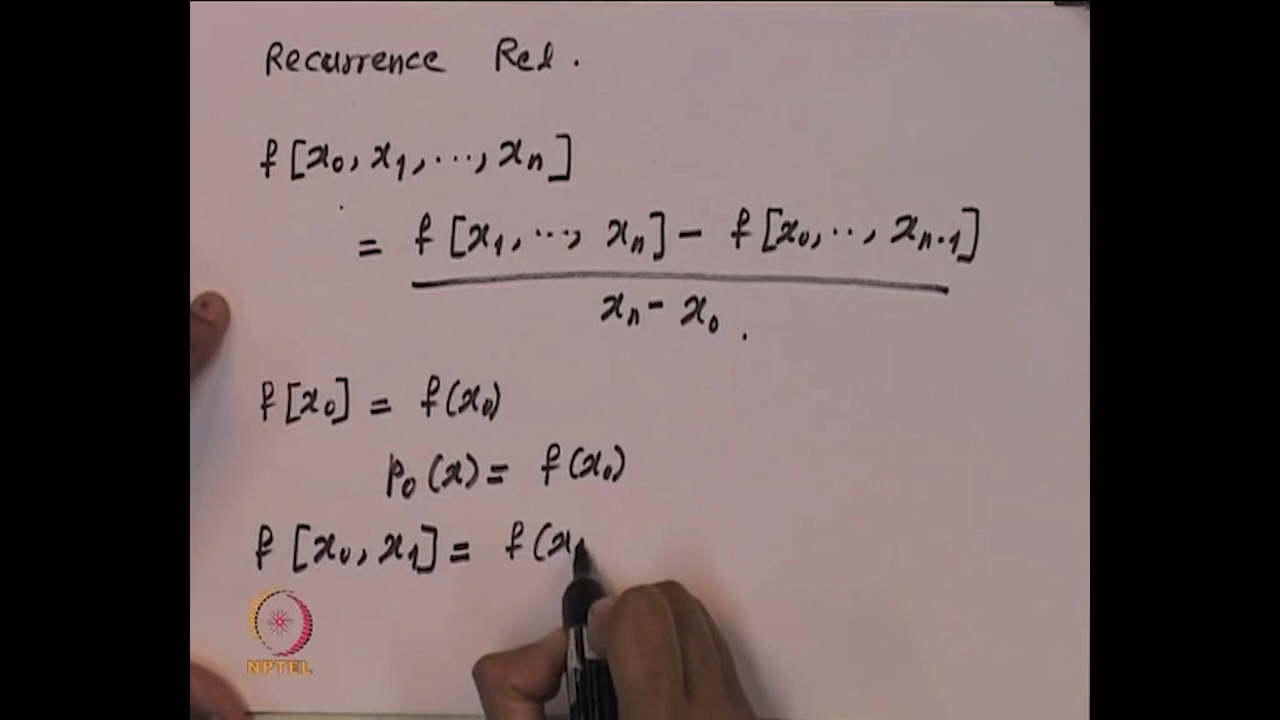 Recurrence Rel.
f[x₀, x₁, ..., xₙ]
= f[x₁, ..., xₙ] - f[x₀, .., xₙ₋₁]
xₙ - x₀.
f[x₀] = f(x₀)
p₀(x) = f(x₀)
f[x₀, x₁] = f(x
NPTEL